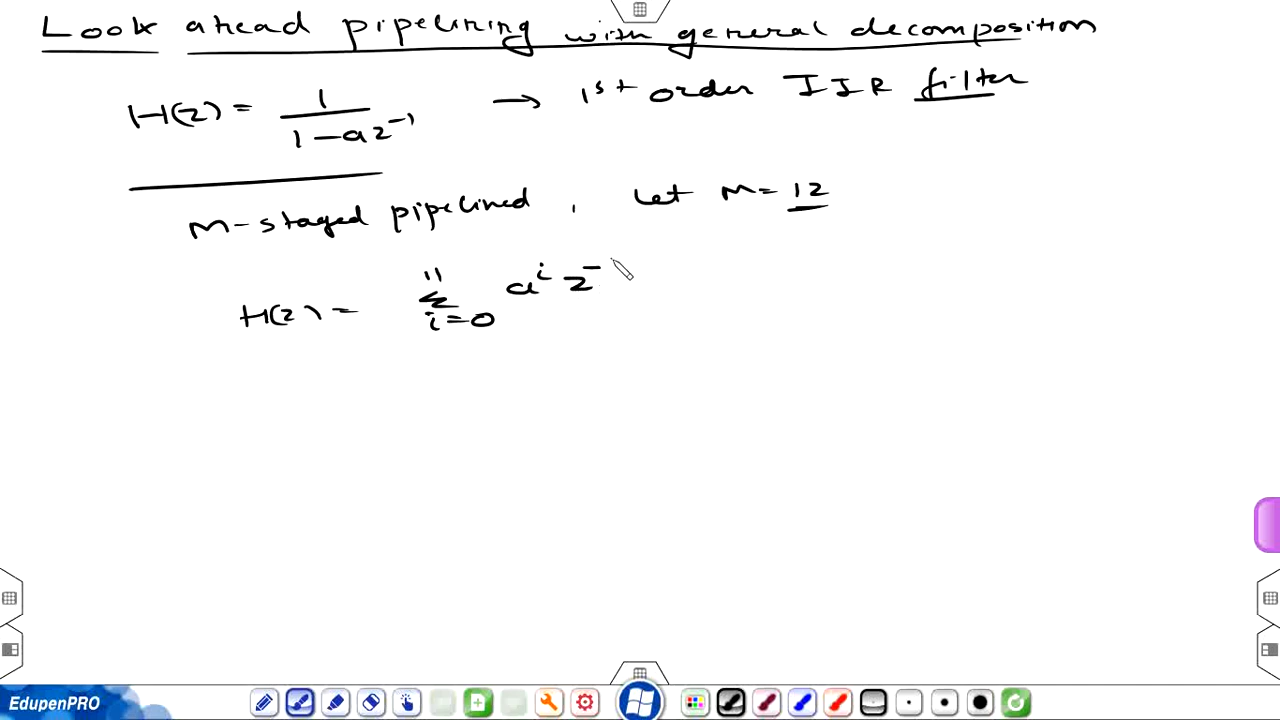 Look ahead pipelining with general decomposition
H(z) = 1 / (1 - az⁻¹) → 1st order IIR filter
M-staged pipelined, Let M = 12
H(z) = 11 Σ i=0 aⁱ z⁻
EdupenPRO